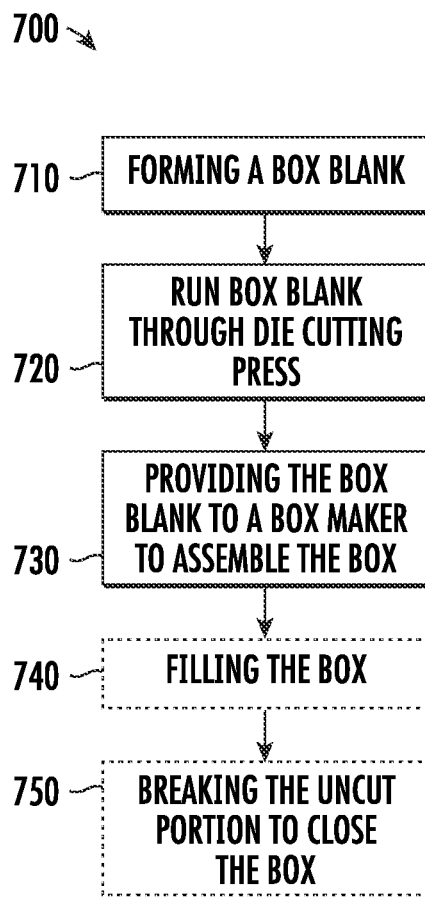 700
710
FORMING A BOX BLANK
720
RUN BOX BLANK
THROUGH DIE CUTTING
PRESS
730
PROVIDING THE BOX
BLANK TO A BOX MAKER
TO ASSEMBLE THE BOX
740
FILLING THE BOX
750
BREAKING THE UNCUT
PORTION TO CLOSE
THE BOX